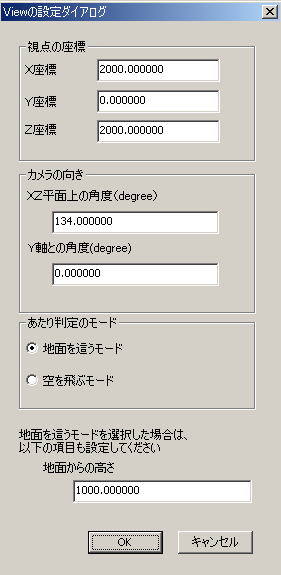 Viewの設定ダイアログ
視点の座標
X座標
2000.000000
Y座標
0.000000
Z座標
2000.000000
カメラの向き
XZ平面上の角度(degree)
134.000000
Y軸との角度(degree)
0.000000
あたり判定のモード
地面を這うモード
空を飛ぶモード
地面を這うモードを選択した場合は、
以下の項目も設定してください
地面からの高さ
1000.000000
OK
キャンセル